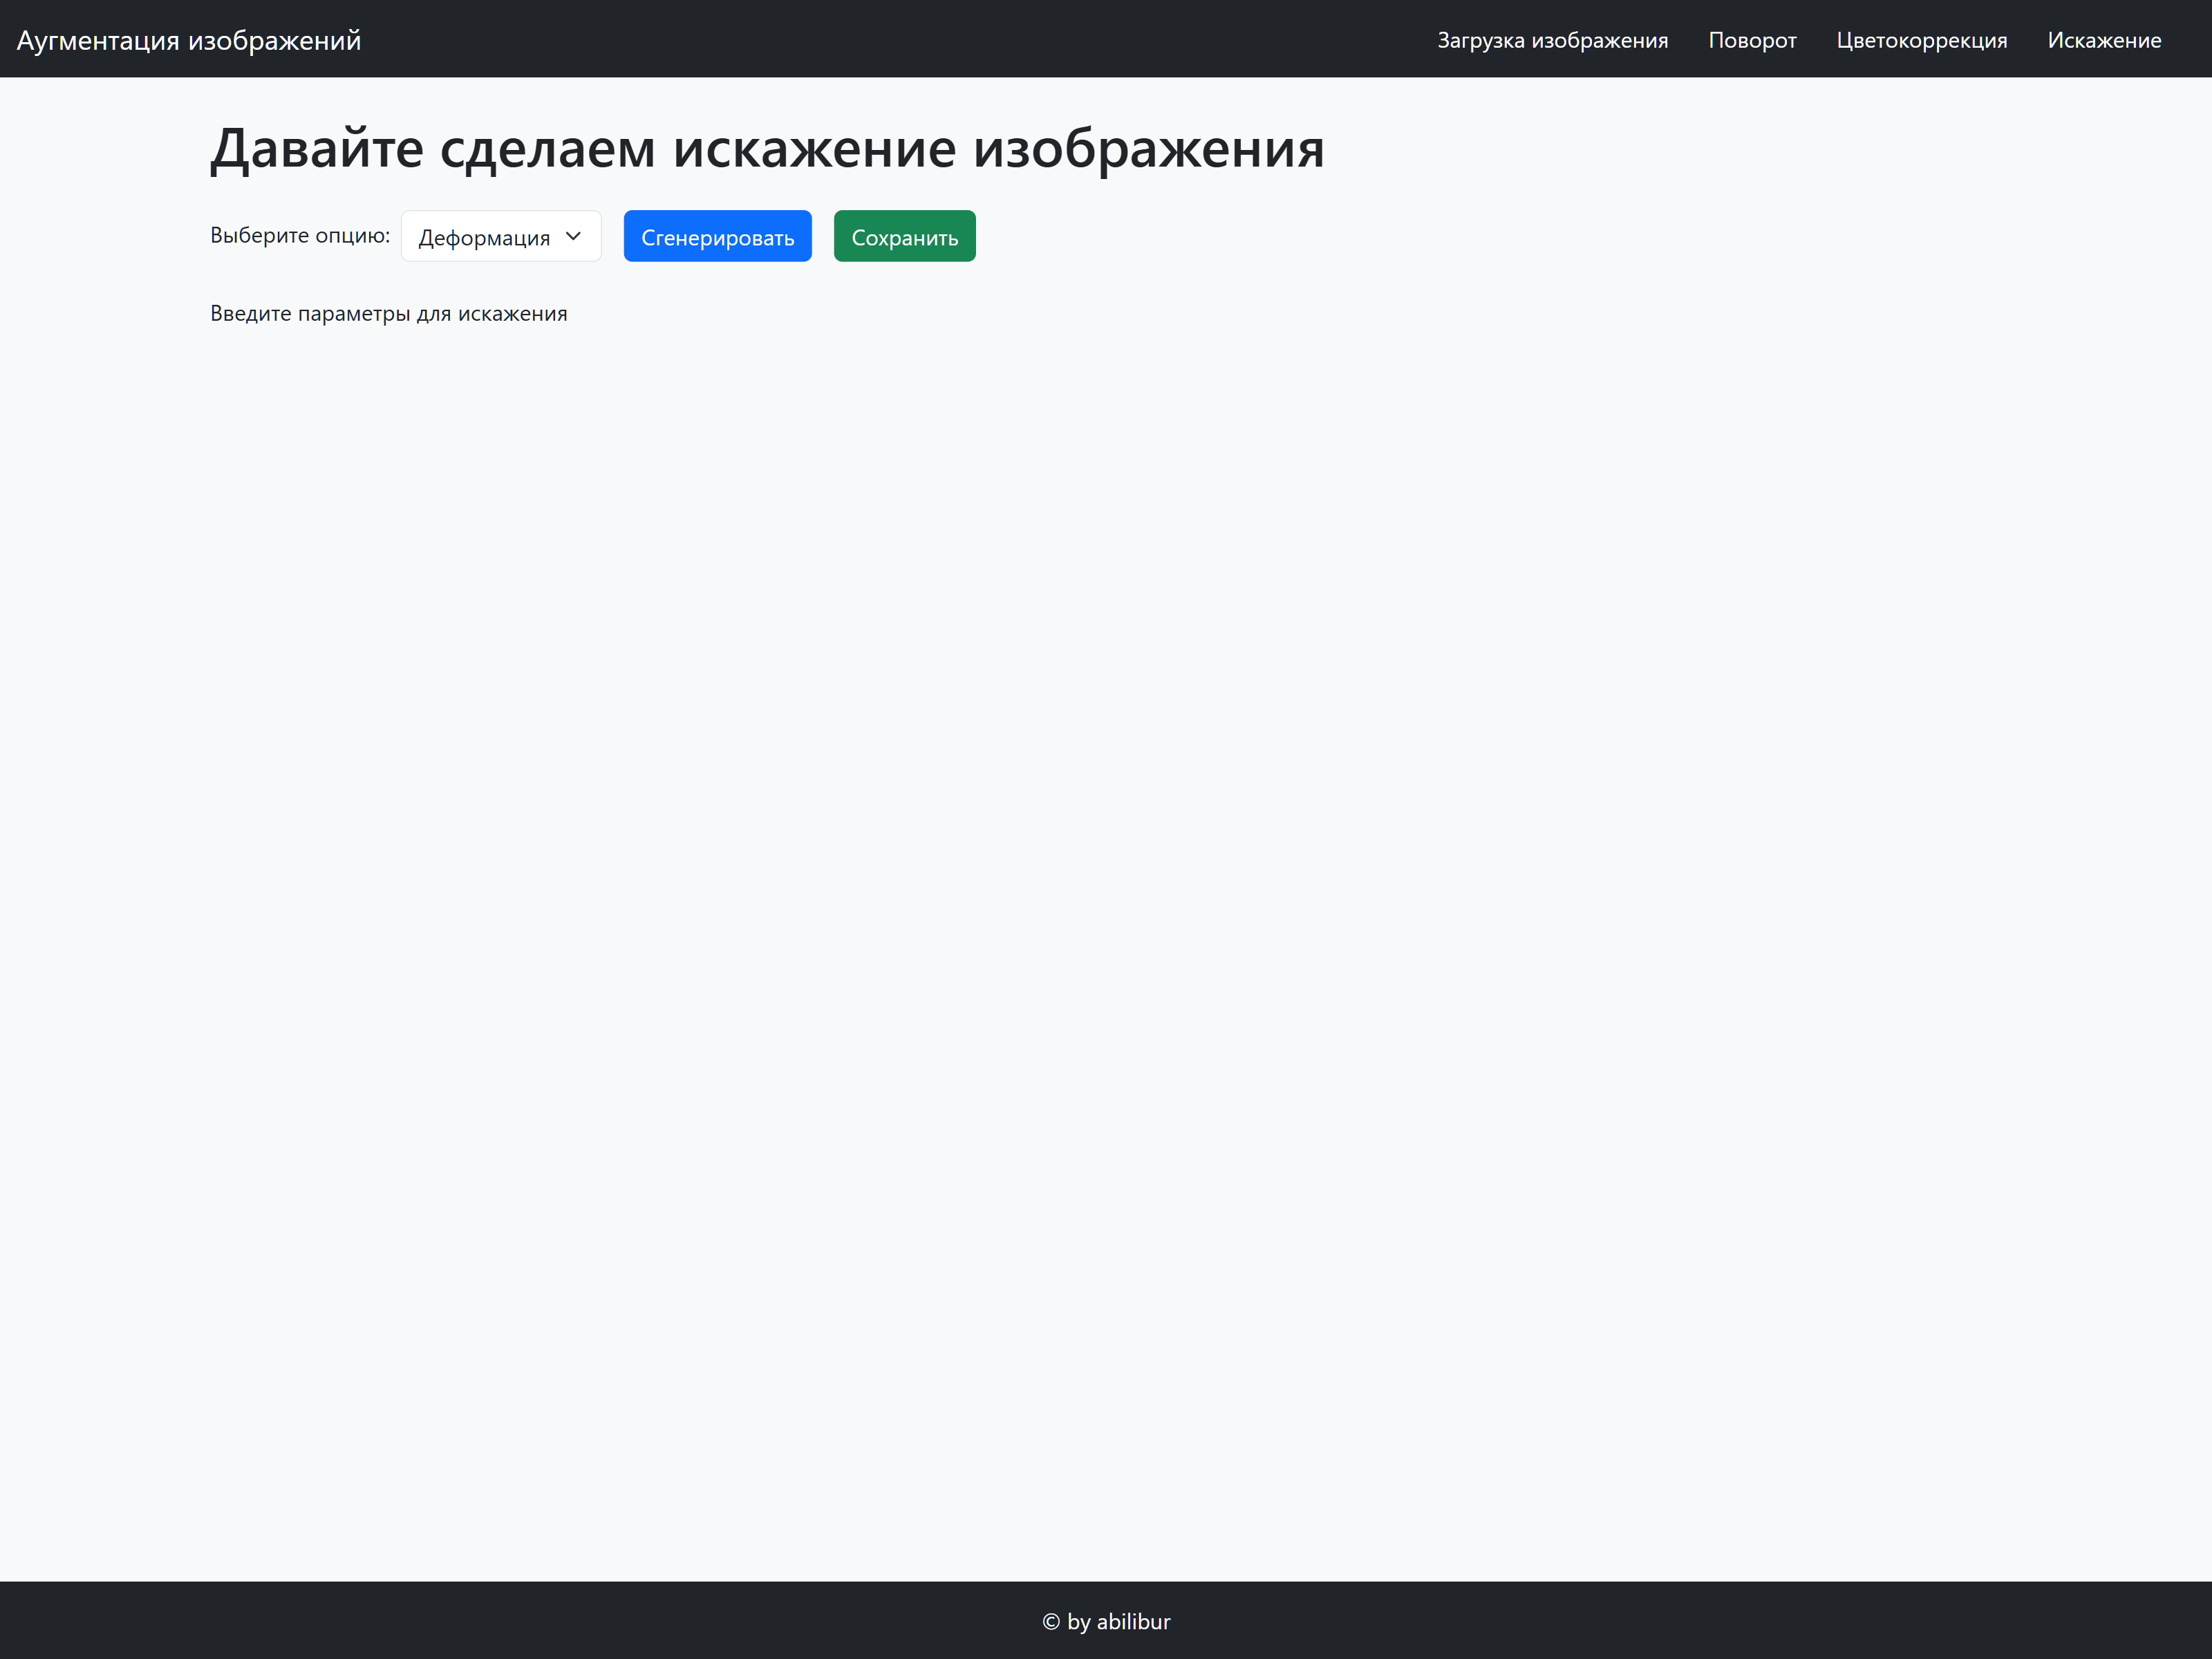 Аугментация изображений Загрузка изображения Поворот Цветокоррекция Искажение
Давайте сделаем искажение изображения
Выберите опцию: Деформация Сгенерировать Сохранить
Введите параметры для искажения
© by abilibur